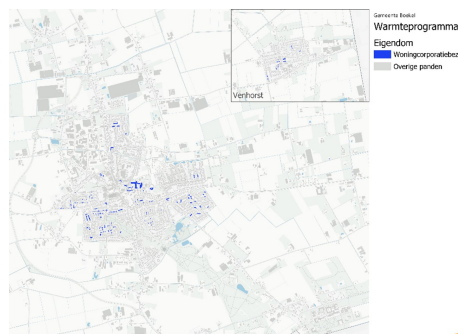 Gemeente Boekel
Warmteprogramma
Eigendom
Woningcorporatiebez
Overige panden
Venhorst